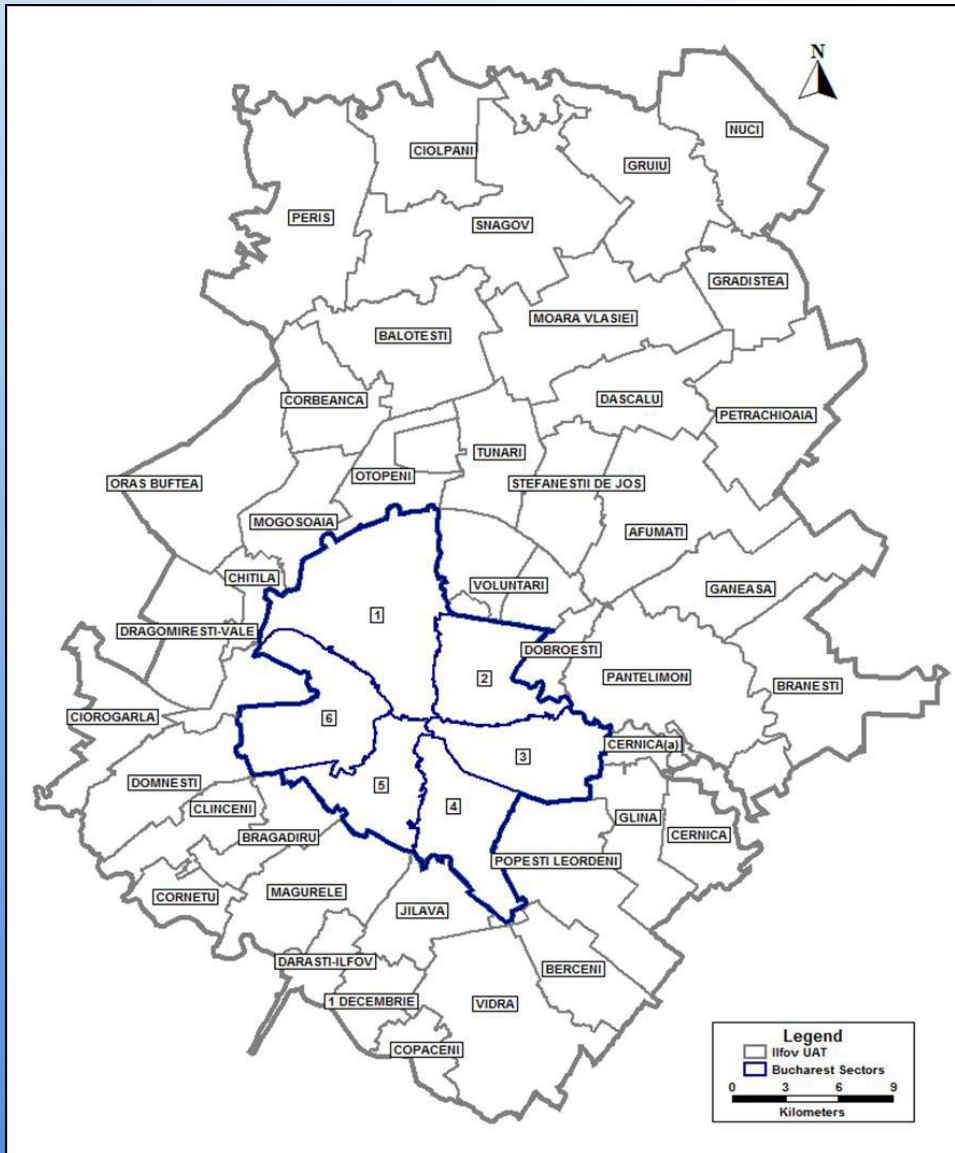 N
NUCI
CIOLPANI
GRUIU
PERIS
SNAGOV
GRADISTEA
MOARA VLASIEI
BALOTESTI
DASCALU
CORBEANCA
PETRACHIOAIA
TUNARI
OTOPENI
ORAS BUFTEA
STEFANESTII DE JOS
MOGOSOAIA
AFUMATI
CHITILA
VOLUNTARI
GANEASA
1
DRAGOMIRESTI-VALE
DOBROESTI
2
PANTELIMON
BRANESTI
CIOROGARLA
6
CERNICA(a)
3
DOMNESTI
5
CLINCENI
4
GLINA
BRAGADIRU
CERNICA
POPESTI LEORDENI
CORNETU
MAGURELE
JILAVA
DARASTI-ILFOV
BERCENI
1 DECEMBRIE
VIDRA
COPACENI
Legend
Ilfov UAT
Bucharest Sectors
0 3 6 9
Kilometers